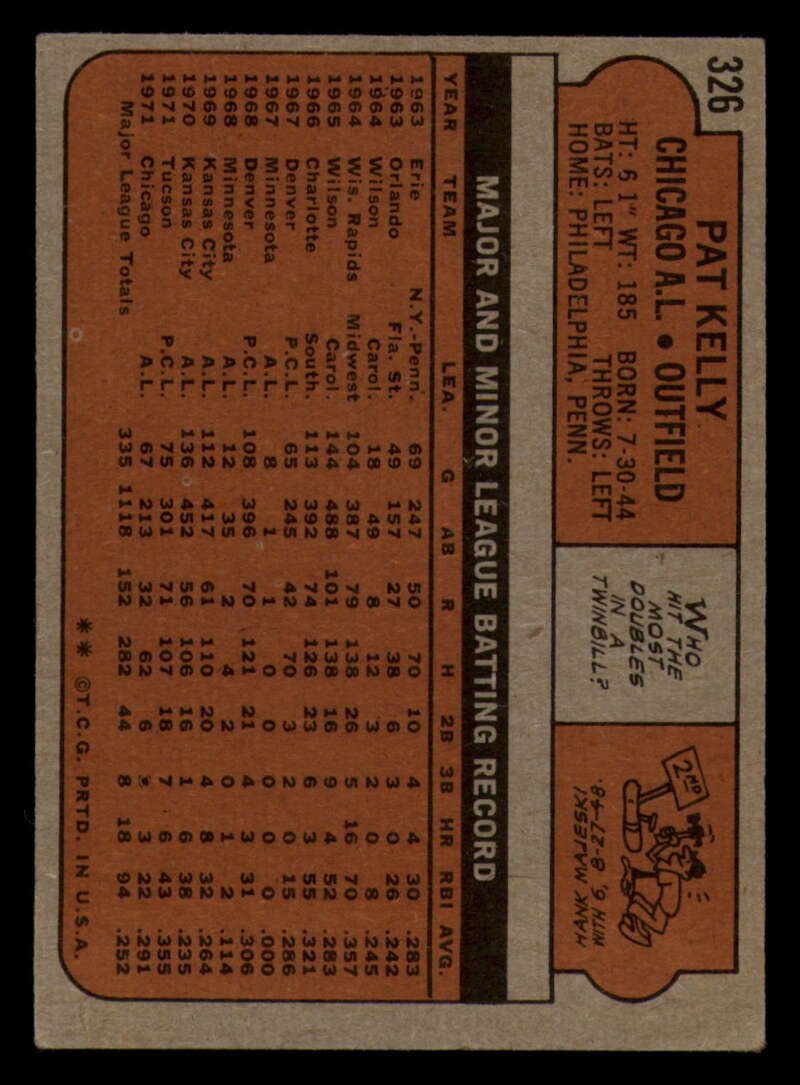 326
PAT KELLY
CHICAGO A.L. • OUTFIELD
HT: 6 1" WT: 185 BORN: 7-30-44
BATS: LEFT THROWS: LEFT
HOME: PHILADELPHIA, PENN.
WHO
HIT THE
MOST
DOUBLES
IN A
TWINBILL?
2ND
HANK MAJESKI
WITH 6, 8-27-48.
MAJOR AND MINOR LEAGUE BATTING RECORD
YEAR TEAM LEA. G AB R H 2B 3B HR RBI AVG.
1963 Erie N.Y.-Penn. 69 247 50 70 10 4 4 30 .283
1963 Orlando Fla. St. 49 157 27 38 6 3 0 26 .242
1964 Wilson Carol. 18 49 8 12 3 2 0 8 .245
1964 Wis. Rapids Midwest 104 387 79 138 26 5 16 70 .357
1965 Wilson Carol. 144 488 101 138 16 9 4 52 .283
1966 Charlotte South. 113 392 74 126 23 6 3 55 .321
1967 Denver P.C.L. 65 245 42 70 3 2 0 15 .286
1967 Minnesota A.L. 8 1 1 0 0 0 0 0 .000
1968 Denver P.C.L. 108 396 70 121 21 4 3 31 .306
1968 Minnesota A.L. 12 35 2 4 2 0 1 2 .114
1969 Kansas City A.L. 112 417 61 110 20 4 8 32 .264
1970 Kansas City A.L. 136 452 56 106 16 1 6 38 .235
1971 Tucson P.C.L. 75 301 71 107 18 7 6 43 .355
1971 Chicago A.L. 67 213 32 62 6 3 22 .291
Major League Totals 335 1118 152 282 44 8 18 94 .252
** ©T.C.G. PRTD. IN U.S.A.